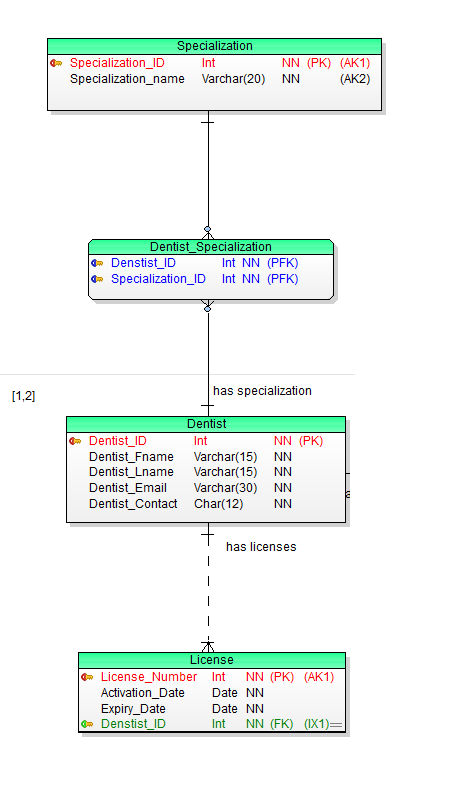 Specialization
Specialization_ID Int NN (PK) (AK1)
Specialization_name Varchar(20) NN (AK2)
Dentist_Specialization
Denstist_ID Int NN (PFK)
Specialization_ID Int NN (PFK)
has specialization
[1,2]
Dentist
Dentist_ID Int NN (PK)
Dentist_Fname Varchar(15) NN
Dentist_Lname Varchar(15) NN
Dentist_Email Varchar(30) NN
Dentist_Contact Char(12) NN
has licenses
License
License_Number Int NN (PK) (AK1)
Activation_Date Date NN
Expiry_Date Date NN
Denstist_ID Int NN (FK) (IX1)